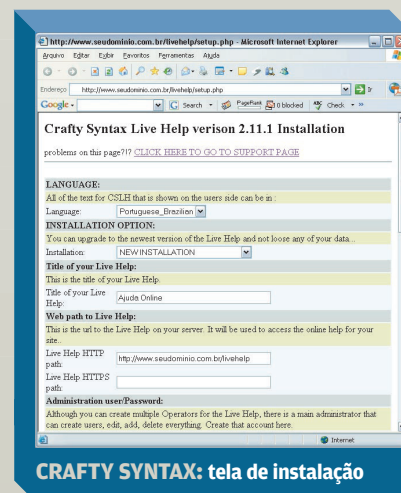 http://www.seudominio.com.br/livehelp/setup.php - Microsoft Internet Explorer
Arquivo Editar Exibir Favoritos Ferramentas Ajuda
Endereço http://www.seudominio.com.br/livehelp/setup.php Ir
Google Search PageRank 0 blocked Check
Crafty Syntax Live Help verison 2.11.1 Installation
problems on this page?!? CLICK HERE TO GO TO SUPPORT PAGE
LANGUAGE:
All of the text for CSLH that is shown on the users side can be in :
Language: Portuguese_Brazilian
INSTALLATION OPTION:
You can upgrade to the newest version of the Live Help and not loose any of your data...
Installation: NEW INSTALLATION
Title of your Live Help:
This is the title of your Live Help.
Title of your Live Help: Ajuda Online
Web path to Live Help:
This is the url to the Live Help on your server. It will be used to access the online help for your site..
Live Help HTTP path: http://www.seudominio.com.br/livehelp
Live Help HTTPS path:
Administration user/Password:
Although you can create multiple Operators for the Live Help, there is a main administrator that can create users, edit, add, delete everything. Create that account here.
Internet
CRAFTY SYNTAX: tela de instalação